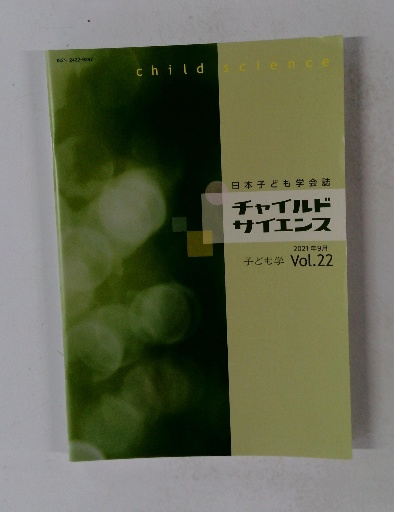 child science
日本子ども学会誌
チャイルド
サイエンス
2021年9月
子ども学 Vol.22